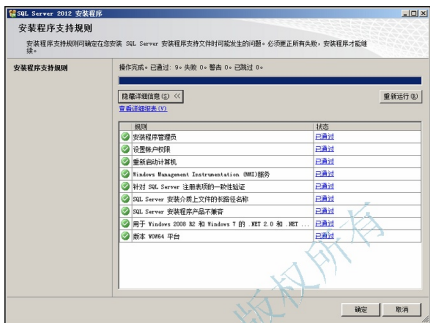 SQL Server 2012 安装程序
安装程序支持规则
安装程序支持规则可确定在您安装 SQL Server 安装程序支持文件时可能发生的问题。必须更正所有失败，安装程序才能继续。
安装程序支持规则
操作完成。已通过: 9。失败 0。警告 0。已跳过 0。
隐藏详细信息(S) <<
重新运行(R)
查看详细报表(V)
规则 状态
安装程序管理员 已通过
设置帐户权限 已通过
重新启动计算机 已通过
Windows Management Instrumentation (WMI)服务 已通过
针对 SQL Server 注册表项的一致性验证 已通过
SQL Server 安装介质上文件的长路径名称 已通过
SQL Server 安装程序产品不兼容 已通过
用于 Windows 2008 R2 和 Windows 7 的 .NET 2.0 和 .NET ... 已通过
版本 WOW64 平台 已通过
版权所有
确定 取消